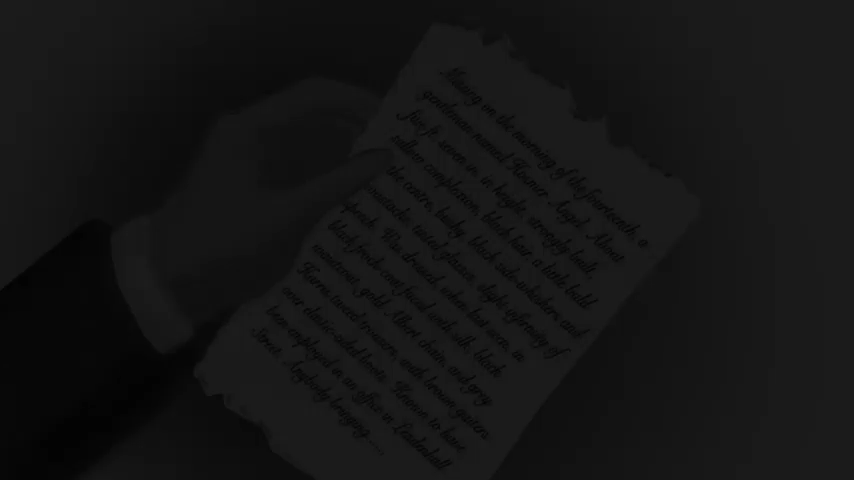 Missing on the morning of the fourteenth, a
gentleman named Hosmer Angel. About
five ft. seven in. in height, strongly built,
sallow complexion, black hair, a little bald
in the centre, bushy, black side whiskers and
moustache, tinted glasses, slight infirmity of
speech. Was dressed, when last seen, in
black frock-coat faced with silk, black
waistcoat, gold Albert chain, and grey
Harris tweed trousers, with brown gaiters
over elastic-sided boots. Known to have
been employed in an office in Leadenhall
Street. Anybody bringing....